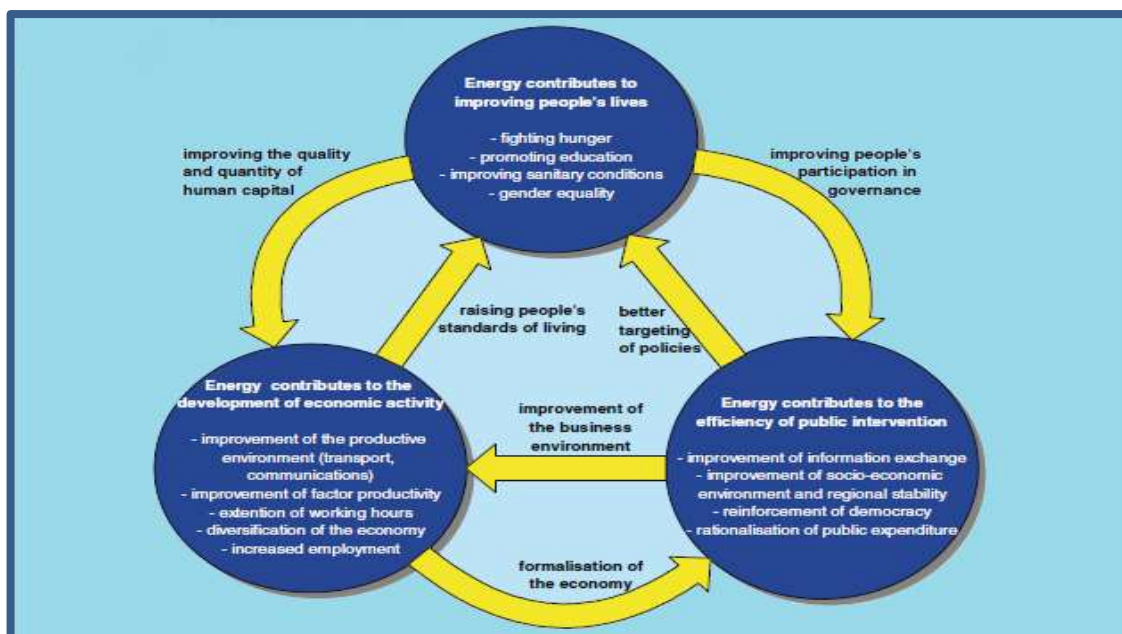 Energy contributes to
improving people's lives
- fighting hunger
- promoting education
- improving sanitary conditions
- gender equality
improving the quality
and quantity of
human capital
improving people's
participation in
governance
raising people's
standards of living
better
targeting
of policies
Energy contributes to the
development of economic activity
- improvement of the productive
environment (transport,
communications)
- improvement of factor productivity
- extention of working hours
- diversification of the economy
- increased employment
improvement of
the business
environment
Energy contributes to the
efficiency of public intervention
- improvement of information exchange
- improvement of socio-economic
environment and regional stability
- reinforcement of democracy
- rationalisation of public expenditure
formalisation of
the economy